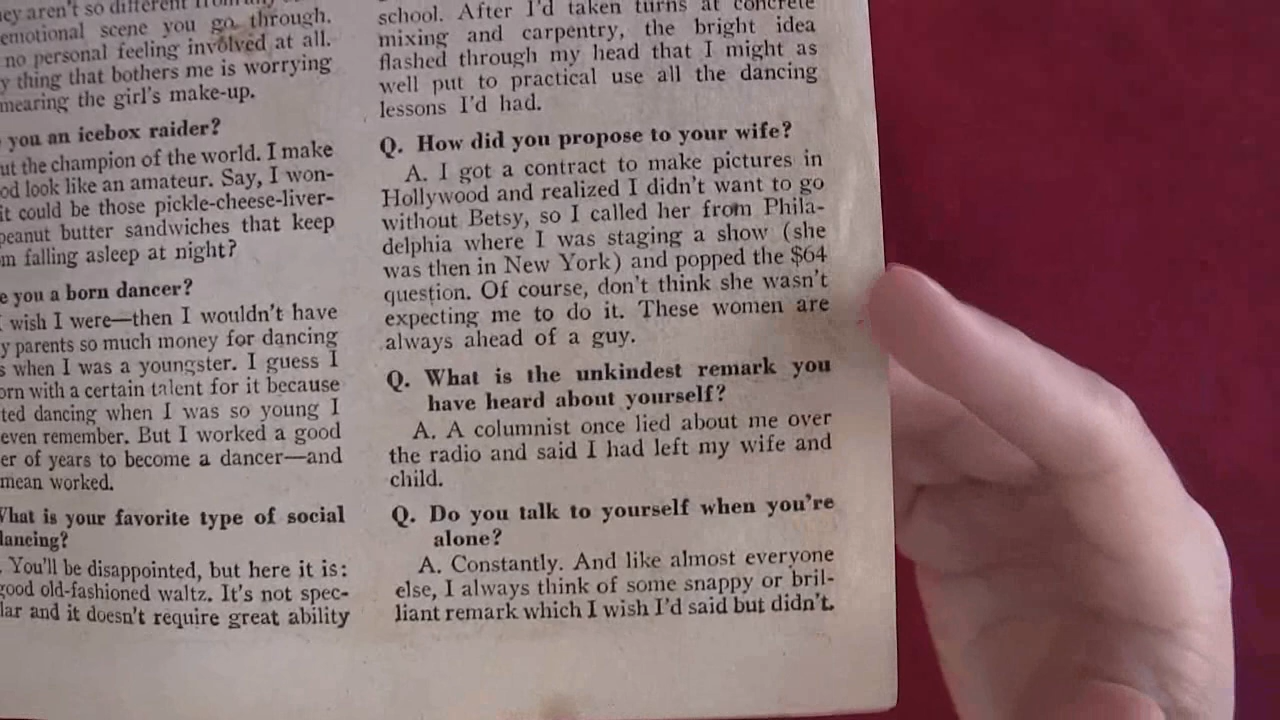 emotional scene you go through.
no personal feeling involved at all.
thing that bothers me is worrying
the girl's make-up.
you an icebox raider?
the champion of the world. I make
look like an amateur. Say, I won-
it could be those pickle-cheese-liver-
peanut butter sandwiches that keep
falling asleep at night?
you a born dancer?
wish I were—then I wouldn't have
parents so much money for dancing
when I was a youngster. I guess I
with a certain talent for it because
dancing when I was so young I
even remember. But I worked a good
of years to become a dancer—and
mean worked.
What is your favorite type of social
dancing?
You'll be disappointed, but here it is:
good old-fashioned waltz. It's not spec-
lar and it doesn't require great ability
school. After I'd taken turns at concrete
mixing and carpentry, the bright idea
flashed through my head that I might as
well put to practical use all the dancing
lessons I'd had.
Q. How did you propose to your wife?
A. I got a contract to make pictures in
Hollywood and realized I didn't want to go
without Betsy, so I called her from Phila-
delphia where I was staging a show (she
was then in New York) and popped the $64
question. Of course, don't think she wasn't
expecting me to do it. These women are
always ahead of a guy.
Q. What is the unkindest remark you
have heard about yourself?
A. A columnist once lied about me over
the radio and said I had left my wife and
child.
Q. Do you talk to yourself when you're
alone?
A. Constantly. And like almost everyone
else, I always think of some snappy or bril-
liant remark which I wish I'd said but didn't.